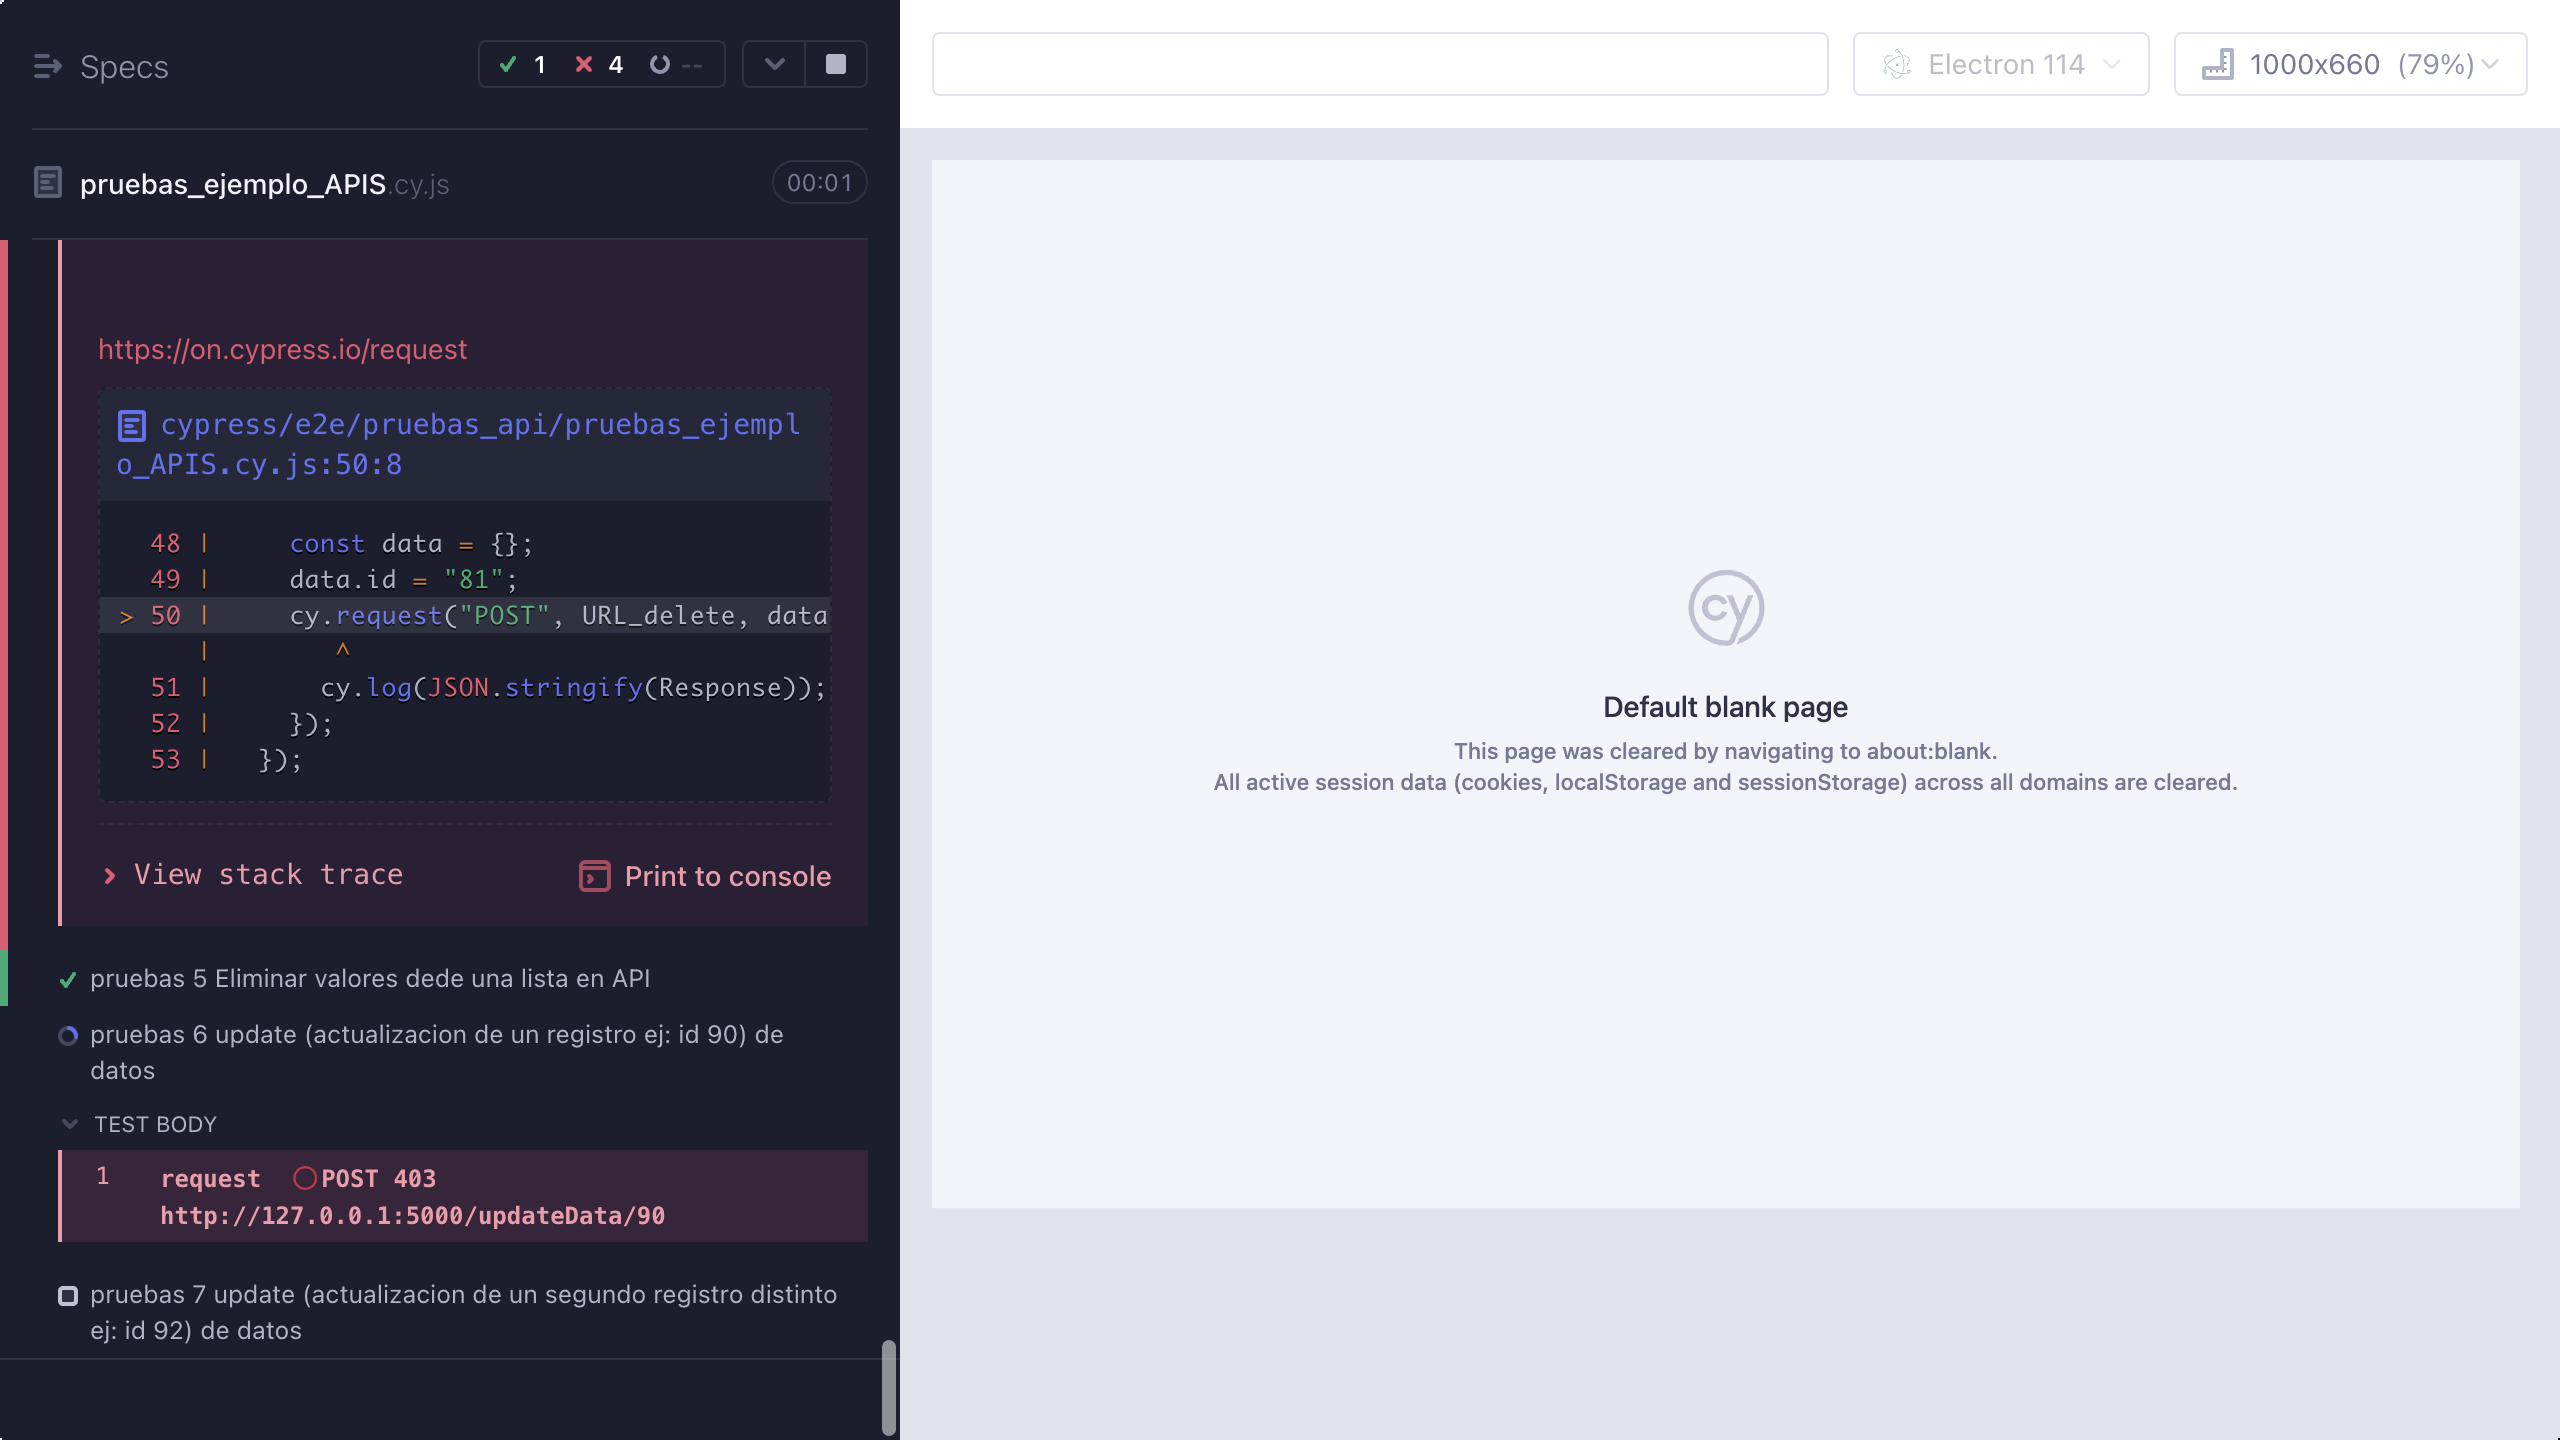 Specs
1 4 --
pruebas_ejemplo_APIS.cy.js
00:01
https://on.cypress.io/request
cypress/e2e/pruebas_api/pruebas_ejempl
o_APIS.cy.js:50:8
48 | const data = {};
49 | data.id = "81";
> 50 | cy.request("POST", URL_delete, data
| ^
51 | cy.log(JSON.stringify(Response));
52 | });
53 | });
View stack trace
Print to console
pruebas 5 Eliminar valores dede una lista en API
pruebas 6 update (actualizacion de un registro ej: id 90) de
datos
TEST BODY
1 request POST 403
http://127.0.0.1:5000/updateData/90
pruebas 7 update (actualizacion de un segundo registro distinto
ej: id 92) de datos
Electron 114
1000x660 (79%)
cy
Default blank page
This page was cleared by navigating to about:blank.
All active session data (cookies, localStorage and sessionStorage) across all domains are cleared.